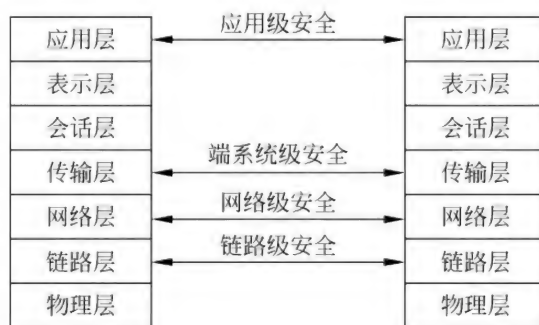 应用层 应用级安全 应用层
表示层 表示层
会话层 会话层
传输层 端系统级安全 传输层
网络层 网络级安全 网络层
链路层 链路级安全 链路层
物理层 物理层